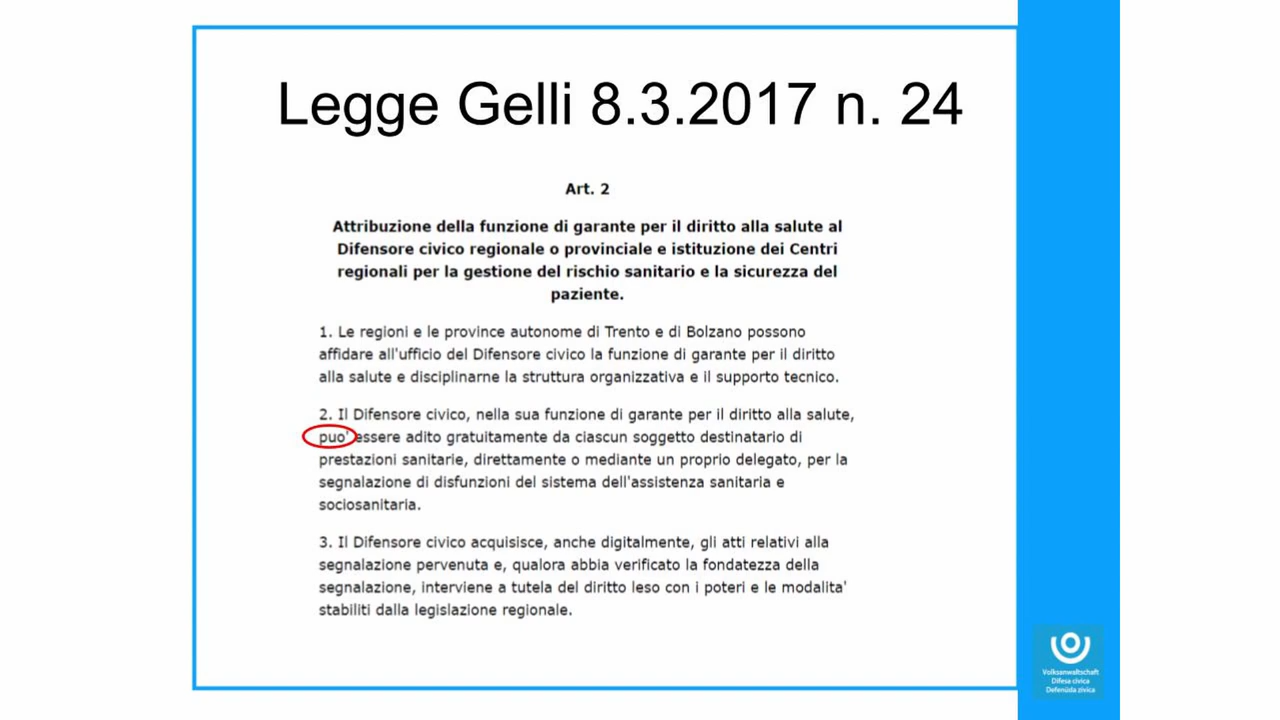 Legge Gelli 8.3.2017 n. 24
Art. 2
Attribuzione della funzione di garante per il diritto alla salute al
Difensore civico regionale o provinciale e istituzione dei Centri
regionali per la gestione del rischio sanitario e la sicurezza del
paziente.
1. Le regioni e le province autonome di Trento e di Bolzano possono
affidare all'ufficio del Difensore civico la funzione di garante per il diritto
alla salute e disciplinarne la struttura organizzativa e il supporto tecnico.
2. Il Difensore civico, nella sua funzione di garante per il diritto alla salute,
puo' essere adito gratuitamente da ciascun soggetto destinatario di
prestazioni sanitarie, direttamente o mediante un proprio delegato, per la
segnalazione di disfunzioni del sistema dell'assistenza sanitaria e
sociosanitaria.
3. Il Difensore civico acquisisce, anche digitalmente, gli atti relativi alla
segnalazione pervenuta e, qualora abbia verificato la fondatezza della
segnalazione, interviene a tutela del diritto leso con i poteri e le modalita'
stabiliti dalla legislazione regionale.
Volksanwaltschaft
Difesa civica
Defenüda zivica